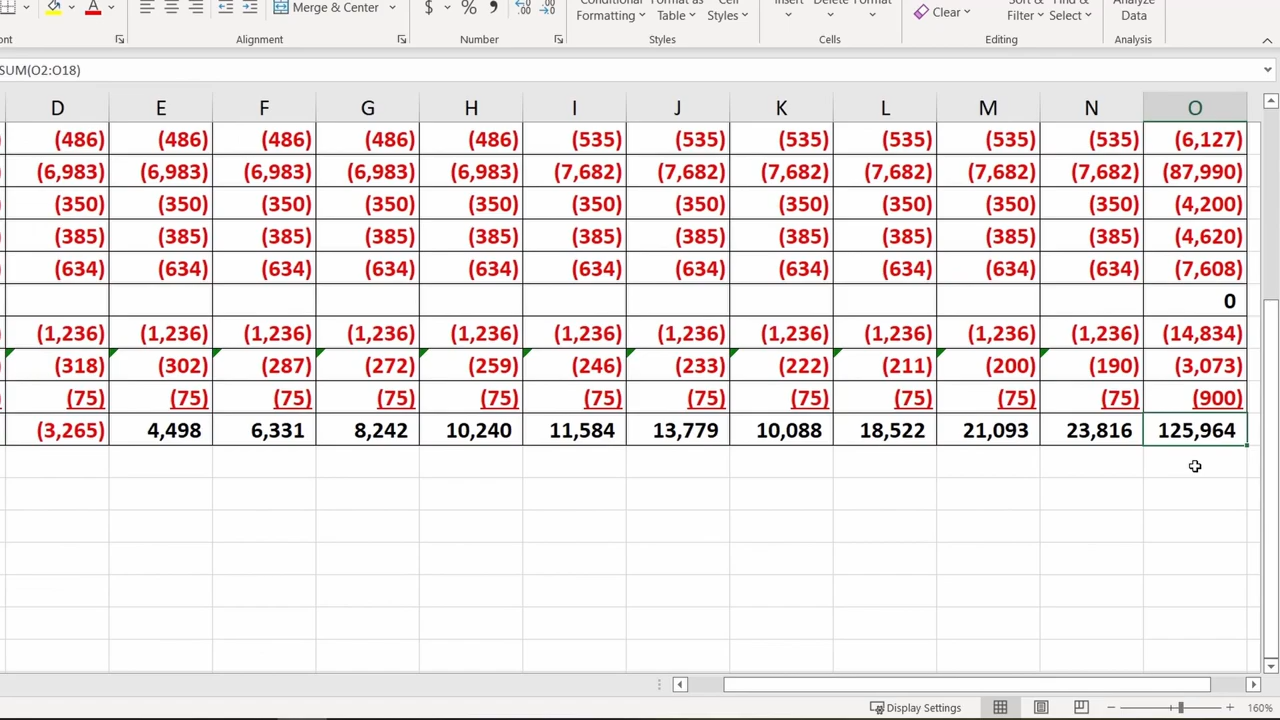 Merge & Center
$ % 9
Conditional Format as Cell Insert Delete Format
Formatting Table Styles
Clear
Sort & Find & Analyze
Filter Select Data
ont Alignment Number Styles Cells Editing Analysis
SUM(O2:O18)
D E F G H I J K L M N O
(486) (486) (486) (486) (486) (535) (535) (535) (535) (535) (535) (6,127)
(6,983) (6,983) (6,983) (6,983) (6,983) (7,682) (7,682) (7,682) (7,682) (7,682) (7,682) (87,990)
(350) (350) (350) (350) (350) (350) (350) (350) (350) (350) (350) (4,200)
(385) (385) (385) (385) (385) (385) (385) (385) (385) (385) (385) (4,620)
(634) (634) (634) (634) (634) (634) (634) (634) (634) (634) (634) (7,608)
0
(1,236) (1,236) (1,236) (1,236) (1,236) (1,236) (1,236) (1,236) (1,236) (1,236) (1,236) (14,834)
(318) (302) (287) (272) (259) (246) (233) (222) (211) (200) (190) (3,073)
(75) (75) (75) (75) (75) (75) (75) (75) (75) (75) (75) (900)
(3,265) 4,498 6,331 8,242 10,240 11,584 13,779 10,088 18,522 21,093 23,816 125,964
Display Settings 160%